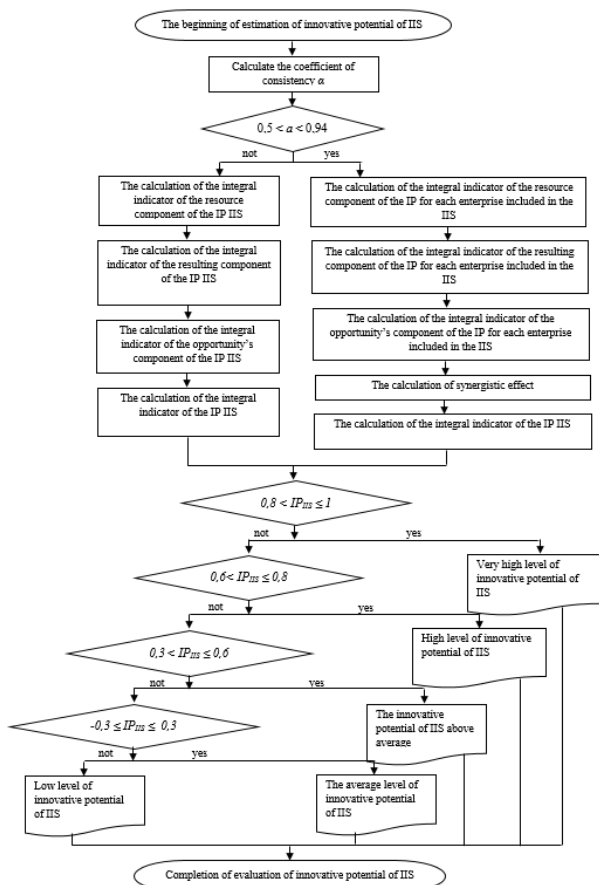 The beginning of estimation of innovative potential of IIS
Calculate the coefficient of
consistency α
0,5 < α < 0,94
not
yes
The calculation of the integral
indicator of the resource
component of the IP IIS
The calculation of the integral indicator of the resource
component of the IP for each enterprise included in the
IIS
The calculation of the integral
indicator of the resulting component
of the IP IIS
The calculation of the integral indicator of the resulting
component of the IP for each enterprise included in the
IIS
The calculation of the integral
indicator of the opportunity's
component of the IP IIS
The calculation of the integral indicator of the
opportunity's component of the IP for each enterprise
included in the IIS
The calculation of synergistic effect
The calculation of the integral
indicator of the IP IIS
The calculation of the integral indicator of the IP IIS
0,8 < IPIIS ≤ 1
not
yes
0,6< IPIIS ≤ 0,8
Very high level of
innovative potential of
IIS
not
yes
0,3 < IPIIS ≤ 0,6
High level of innovative
potential of IIS
not
yes
-0,3 ≤ IPIIS ≤ 0,3
The innovative
potential of IIS above
average
not
yes
Low level of
innovative potential
of IIS
The average level of
innovative potential
of IIS
Completion of evaluation of innovative potential of IIS